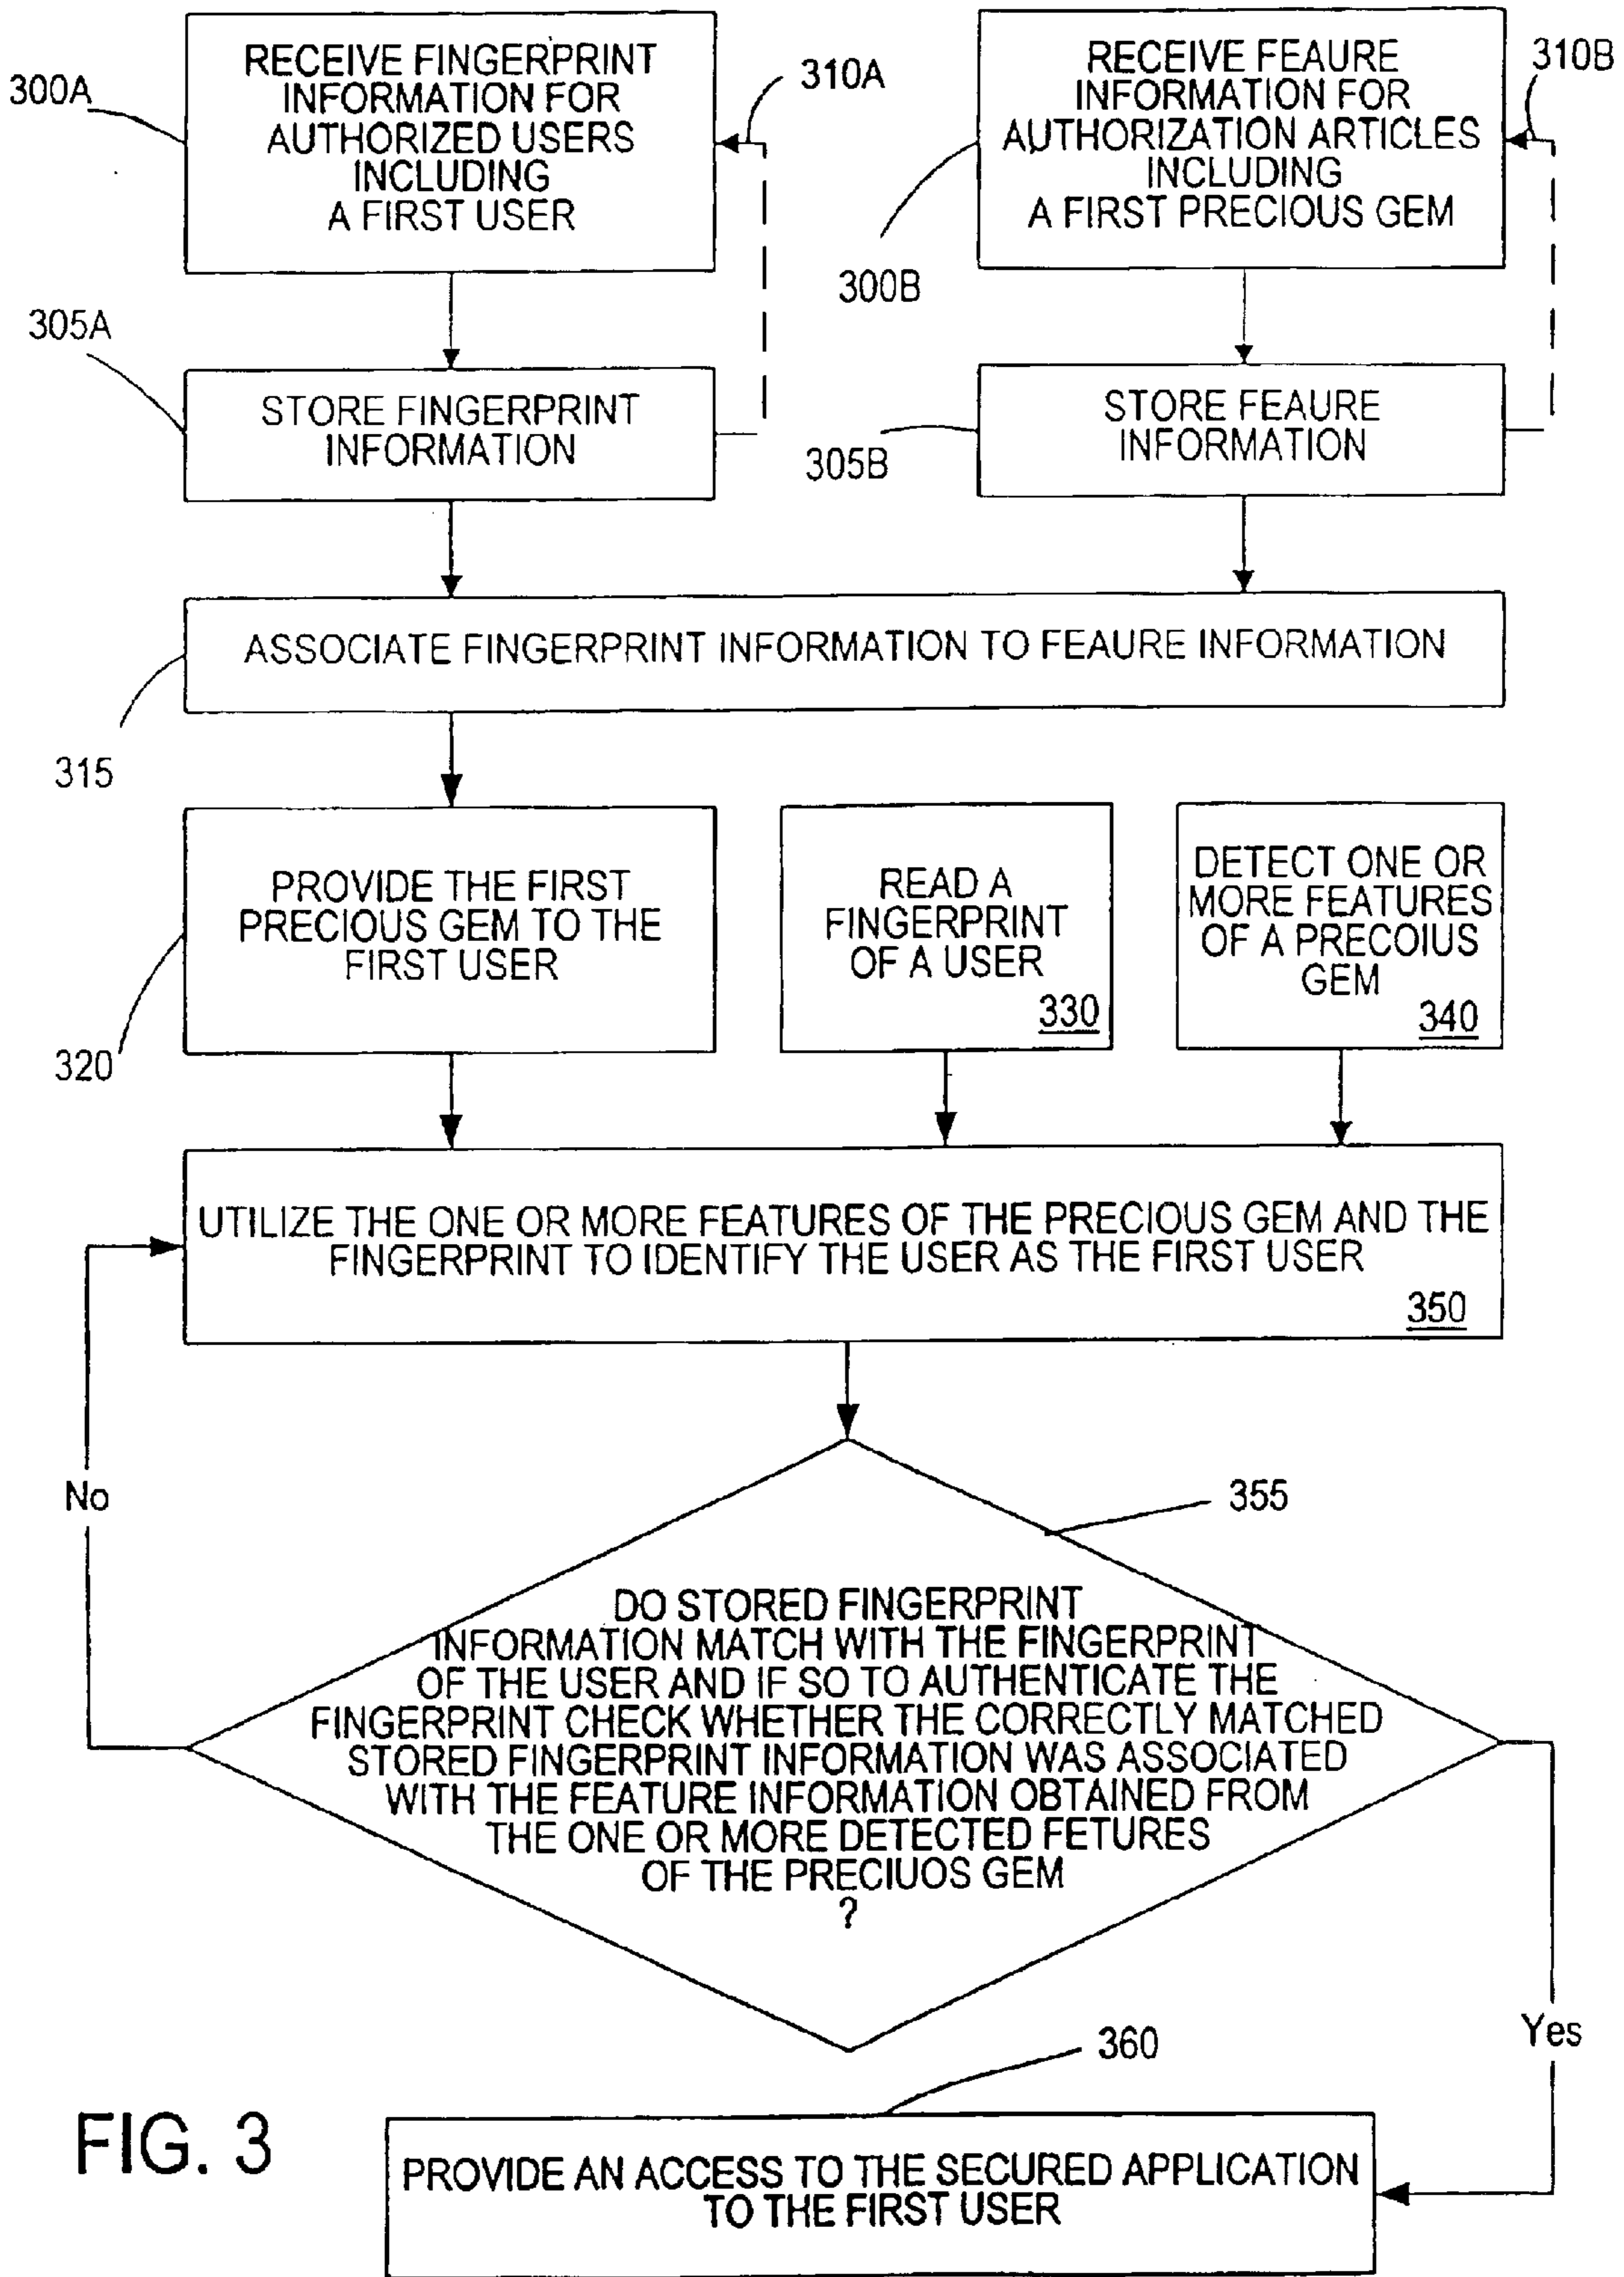 RECEIVE FINGERPRINT
INFORMATION FOR
AUTHORIZED USERS
INCLUDING
A FIRST USER
300A
310A
RECEIVE FEAURE
INFORMATION FOR
AUTHORIZATION ARTICLES
INCLUDING
A FIRST PRECIOUS GEM
310B
300B
305A
STORE FINGERPRINT
INFORMATION
STORE FEAURE
INFORMATION
305B
ASSOCIATE FINGERPRINT INFORMATION TO FEAURE INFORMATION
315
PROVIDE THE FIRST
PRECIOUS GEM TO THE
FIRST USER
320
READ A
FINGERPRINT
OF A USER
330
DETECT ONE OR
MORE FEATURES
OF A PRECOIUS
GEM
340
UTILIZE THE ONE OR MORE FEATURES OF THE PRECIOUS GEM AND THE
FINGERPRINT TO IDENTIFY THE USER AS THE FIRST USER
350
No
355
DO STORED FINGERPRINT
INFORMATION MATCH WITH THE FINGERPRINT
OF THE USER AND IF SO TO AUTHENTICATE THE
FINGERPRINT CHECK WHETHER THE CORRECTLY MATCHED
STORED FINGERPRINT INFORMATION WAS ASSOCIATED
WITH THE FEATURE INFORMATION OBTAINED FROM
THE ONE OR MORE DETECTED FETURES
OF THE PRECIUOS GEM
?
Yes
360
PROVIDE AN ACCESS TO THE SECURED APPLICATION
TO THE FIRST USER
FIG. 3